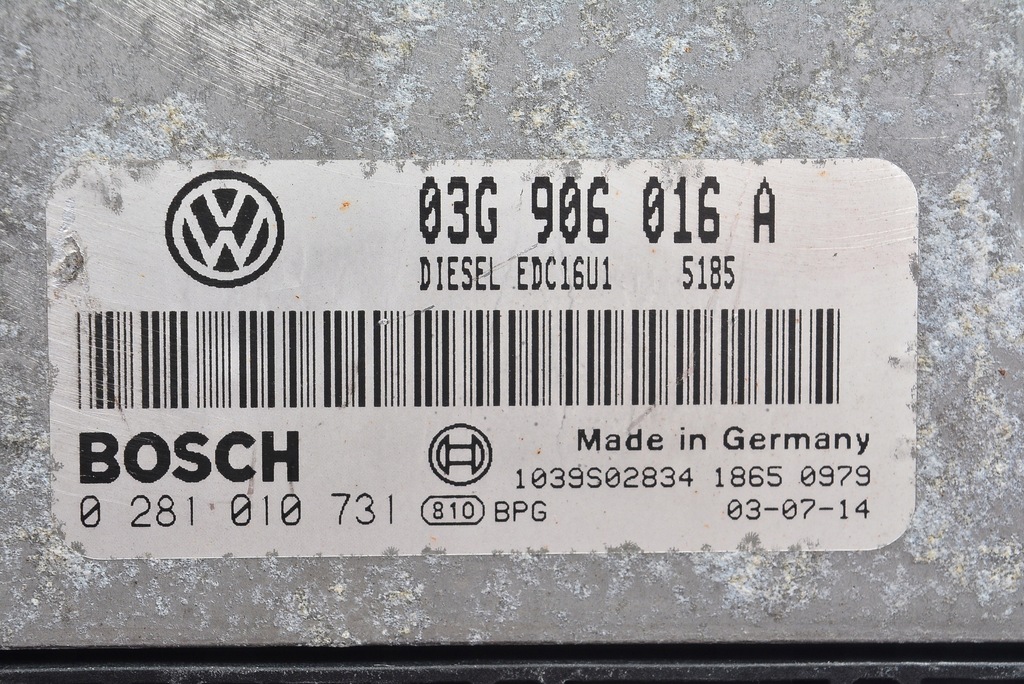 VW
03G 906 016 A
DIESEL EDC16U1 5185
BOSCH
Made in Germany
1039S02834 1865 0979
0 281 010 731 810 BPG 03-07-14